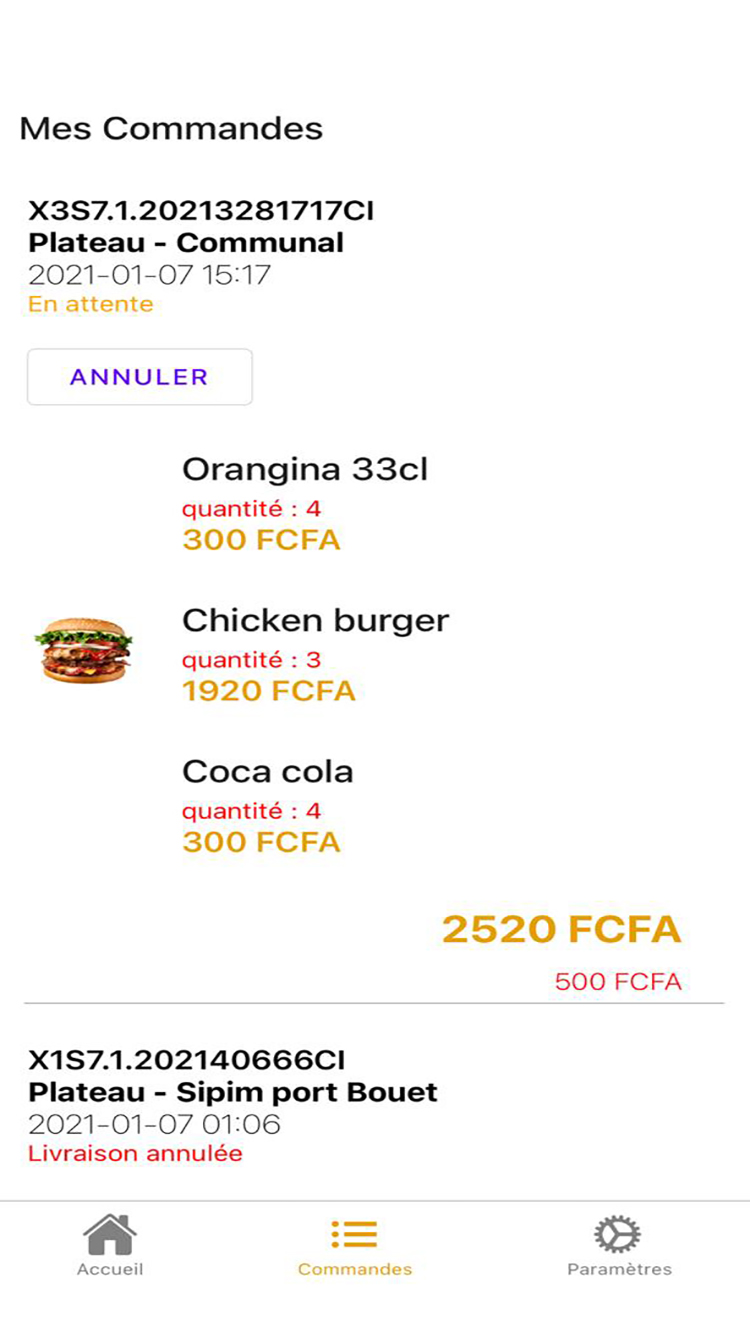 Mes Commandes
X3S7.1.20213281717CI
Plateau - Communal
2021-01-07 15:17
En attente
ANNULER
Orangina 33cl
quantité : 4
300 FCFA
Chicken burger
quantité : 3
1920 FCFA
Coca cola
quantité : 4
300 FCFA
2520 FCFA
500 FCFA
X1S7.1.202140666CI
Plateau - Sipim port Bouet
2021-01-07 01:06
Livraison annulée
Accueil
Commandes
Paramètres